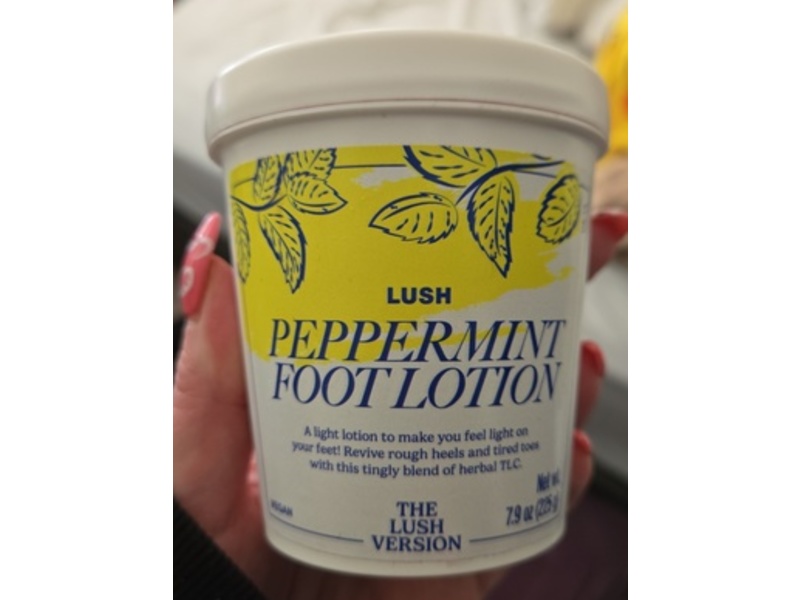 LUSH
PEPPERMINT
FOOT LOTION
A light lotion to make you feel light on
your feet! Revive rough heels and tired toes
with this tingly blend of herbal TLC.
VEGAN
THE
LUSH
VERSION
Net wt.
7.9 oz (225 g)